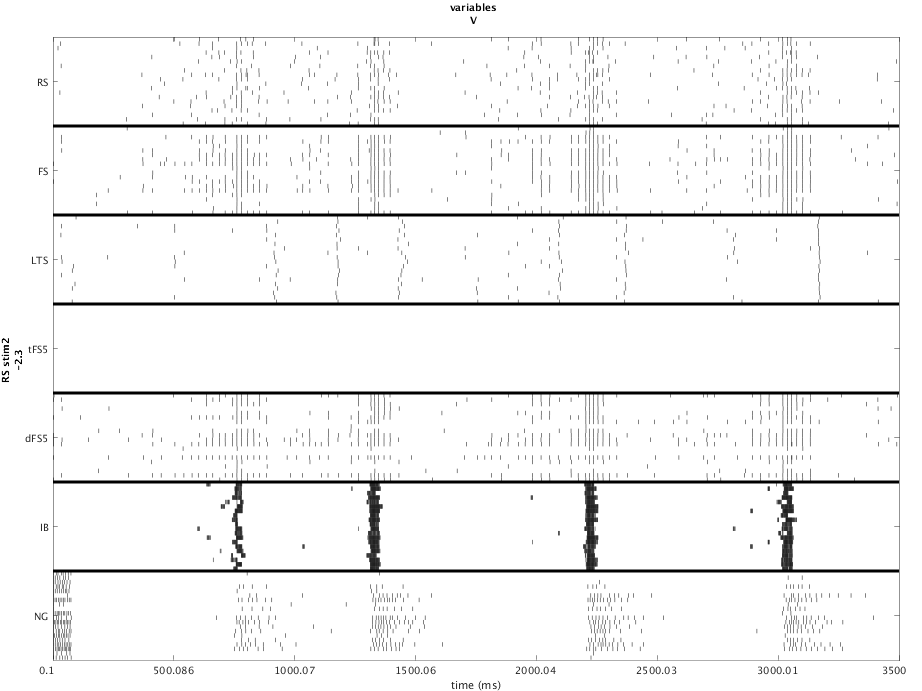 variables
V
RS
FS
LTS
tFS5
dFS5
IB
NG
RS stim2
-2.3
0.1 500.086 1000.07 1500.06 2000.04 2500.03 3000.01 3500
time (ms)